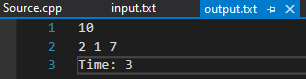 Source.cpp input.txt output.txt
1 10
2 2 1 7
3 Time: 3